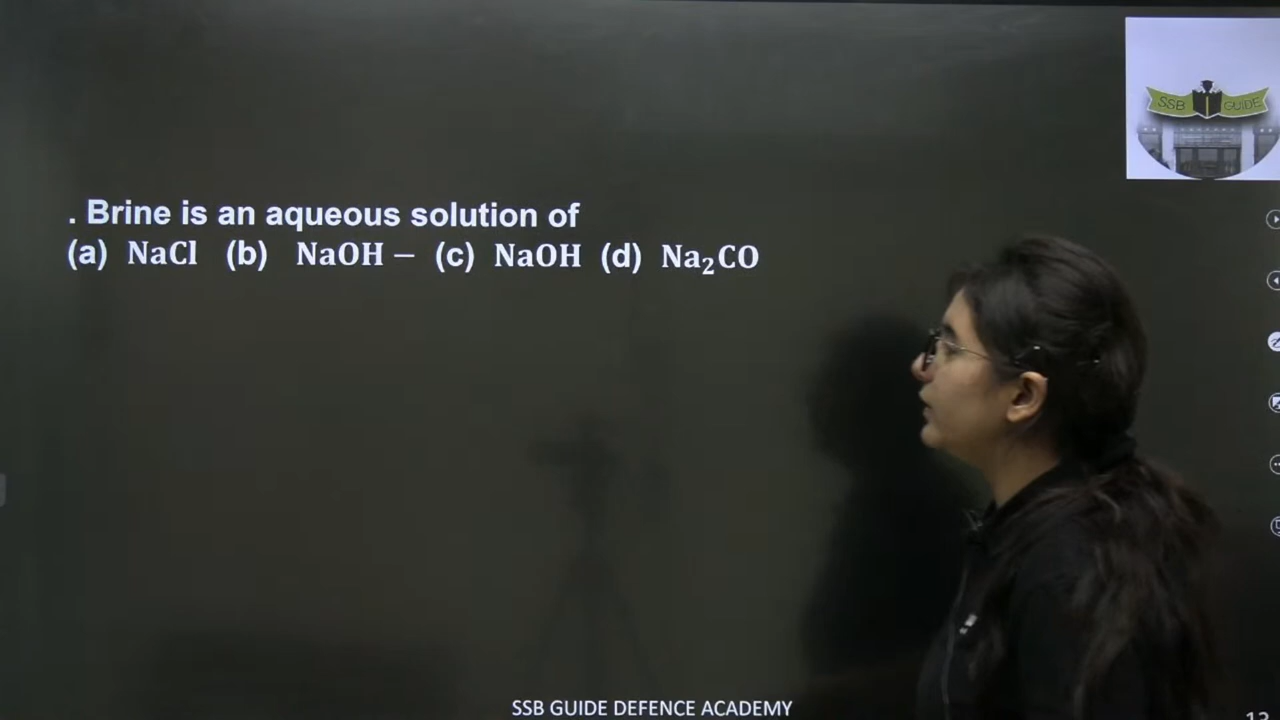 SSB GUIDE
. Brine is an aqueous solution of
(a) NaCl (b) NaOH − (c) NaOH (d) Na₂CO
SSB GUIDE DEFENCE ACADEMY